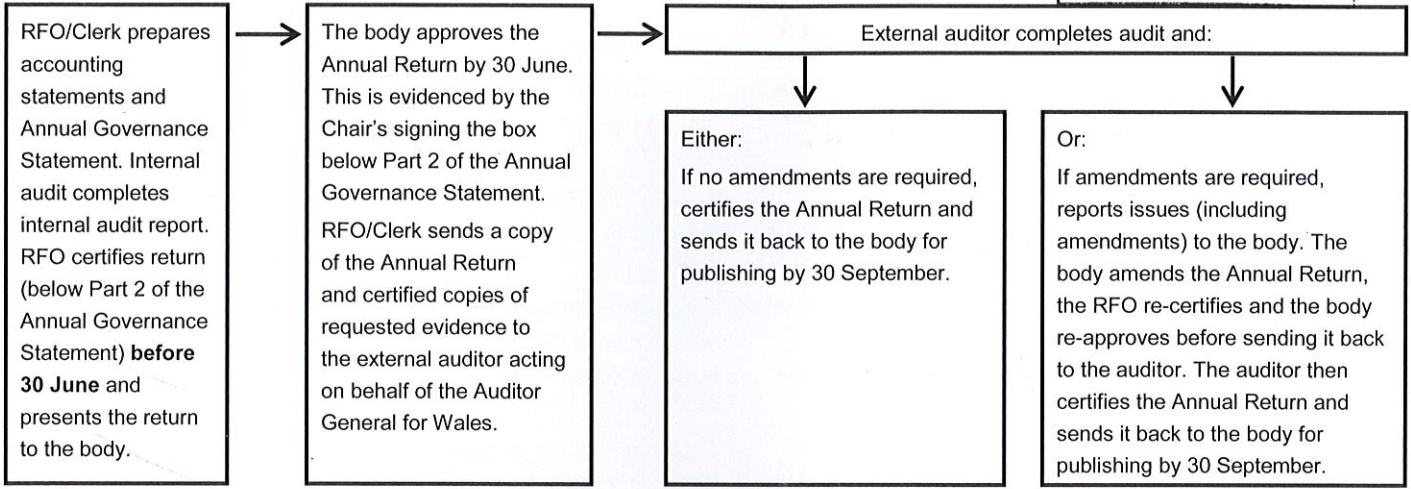 RFO/Clerk prepares
accounting
statements and
Annual Governance
Statement. Internal
audit completes
internal audit report.
RFO certifies return
(below Part 2 of the
Annual Governance
Statement) before
30 June and
presents the return
to the body.
The body approves the
Annual Return by 30 June.
This is evidenced by the
Chair's signing the box
below Part 2 of the Annual
Governance Statement.
RFO/Clerk sends a copy
of the Annual Return
and certified copies of
requested evidence to
the external auditor acting
on behalf of the Auditor
General for Wales.
External auditor completes audit and:
Either:
If no amendments are required,
certifies the Annual Return and
sends it back to the body for
publishing by 30 September.
Or:
If amendments are required,
reports issues (including
amendments) to the body. The
body amends the Annual Return,
the RFO re-certifies and the body
re-approves before sending it back
to the auditor. The auditor then
certifies the Annual Return and
sends it back to the body for
publishing by 30 September.